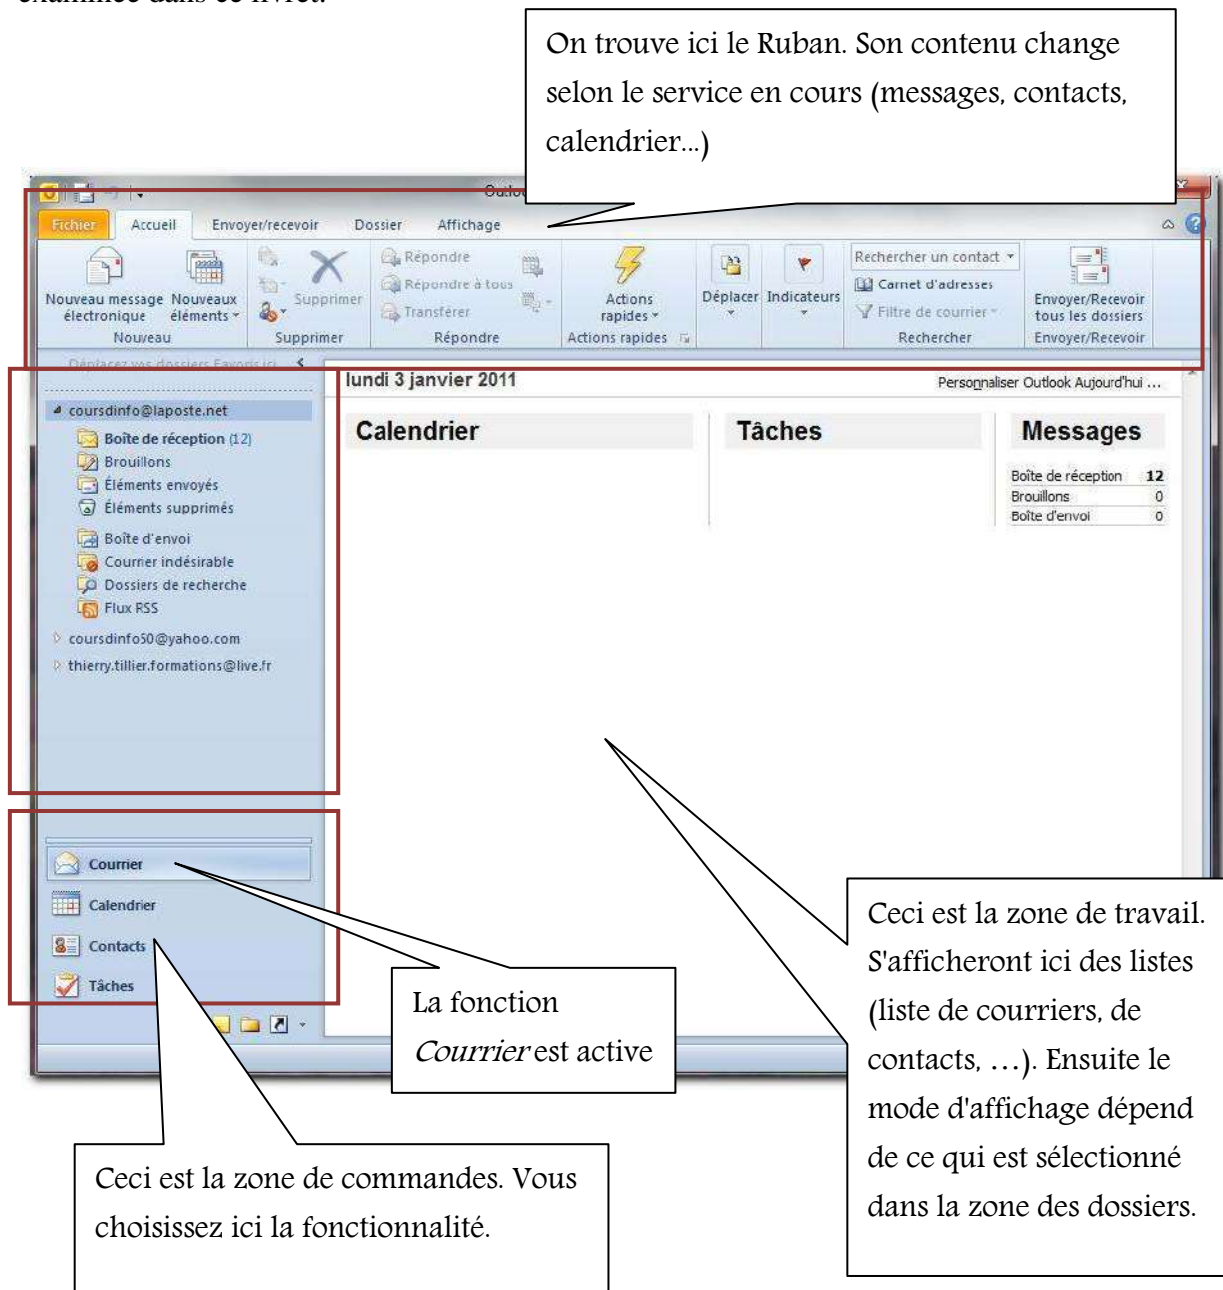 On trouve ici le Ruban. Son contenu change
selon le service en cours (messages, contacts,
calendrier...)
Fichier Accueil Envoyer/recevoir Dossier Affichage
Nouveau message électronique
Nouveaux éléments
Nouveau
Supprimer
Supprimer
Répondre
Répondre à tous
Transférer
Répondre
Actions rapides
Actions rapides
Déplacer
Indicateurs
Rechercher un contact
Carnet d'adresses
Filtre de courrier
Rechercher
Envoyer/Recevoir
tous les dossiers
Envoyer/Recevoir
Déplacez vos dossiers Favoris ici
coursdinfo@laposte.net
Boîte de réception (12)
Brouillons
Éléments envoyés
Éléments supprimés
Boîte d'envoi
Courrier indésirable
Dossiers de recherche
Flux RSS
coursdinfo50@yahoo.com
thierry.tillier.formations@live.fr
lundi 3 janvier 2011
Personnaliser Outlook Aujourd'hui ...
Calendrier
Tâches
Messages
Boîte de réception 12
Brouillons 0
Boîte d'envoi 0
Courrier
Calendrier
Contacts
Tâches
La fonction
Courrier est active
Ceci est la zone de travail.
S'afficheront ici des listes
(liste de courriers, de
contacts, ...). Ensuite le
mode d'affichage dépend
de ce qui est sélectionné
dans la zone des dossiers.
Ceci est la zone de commandes. Vous
choisissez ici la fonctionnalité.